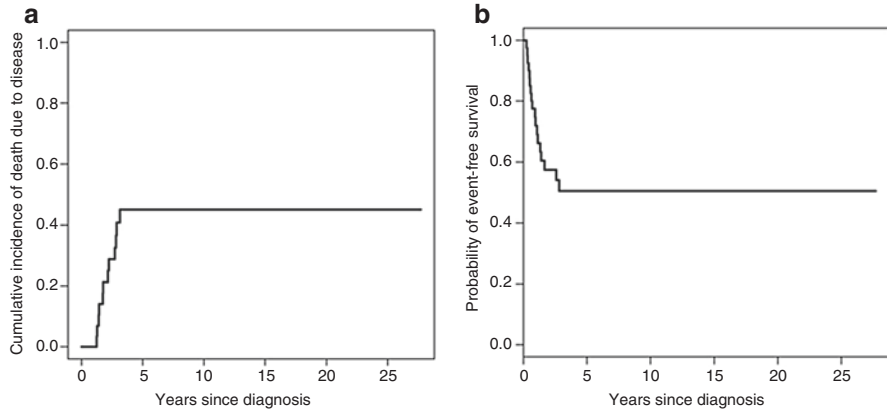 a
Cumulative incidence of death due to disease
1.0
0.8
0.6
0.4
0.2
0.0
0 5 10 15 20 25
Years since diagnosis
b
Probability of event-free survival
1.0
0.8
0.6
0.4
0.2
0.0
0 5 10 15 20 25
Years since diagnosis